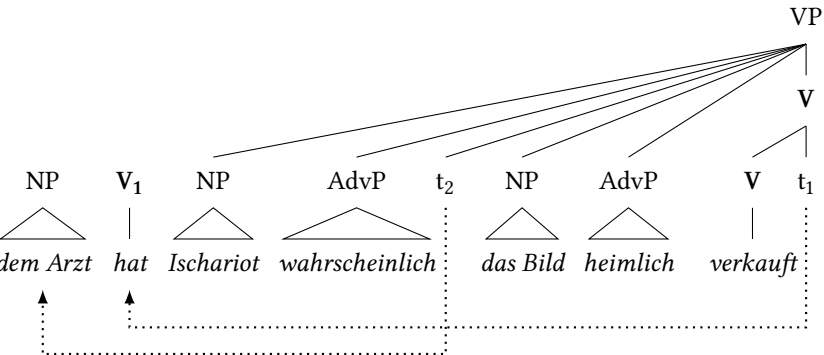 VP
V
NP V₁ NP AdvP t₂ NP AdvP V t₁
dem Arzt hat Ischariot wahrscheinlich das Bild heimlich verkauft